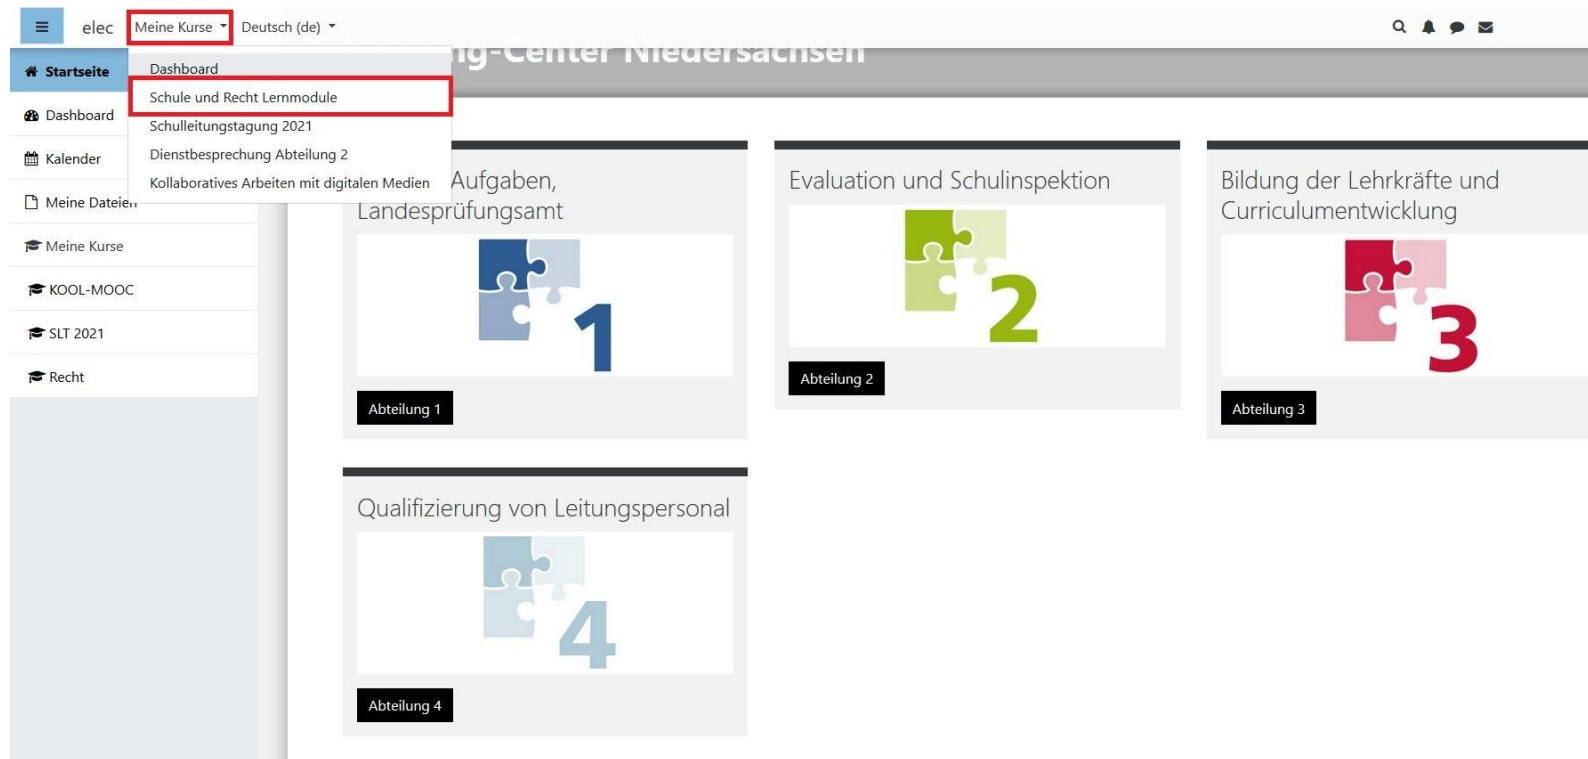 elec Meine Kurse Deutsch (de)
ing-Center Niedersachsen
Startseite
Dashboard
Kalender
Meine Dateien
Meine Kurse
KOOL-MOOC
SLT 2021
Recht
Dashboard
Schule und Recht Lernmodule
Schulleitungstagung 2021
Dienstbesprechung Abteilung 2
Kollaboratives Arbeiten mit digitalen Medien
Aufgaben,
Landesprüfungsamt
1
Abteilung 1
Evaluation und Schulinspektion
2
Abteilung 2
Bildung der Lehrkräfte und
Curriculumentwicklung
3
Abteilung 3
Qualifizierung von Leitungspersonal
4
Abteilung 4